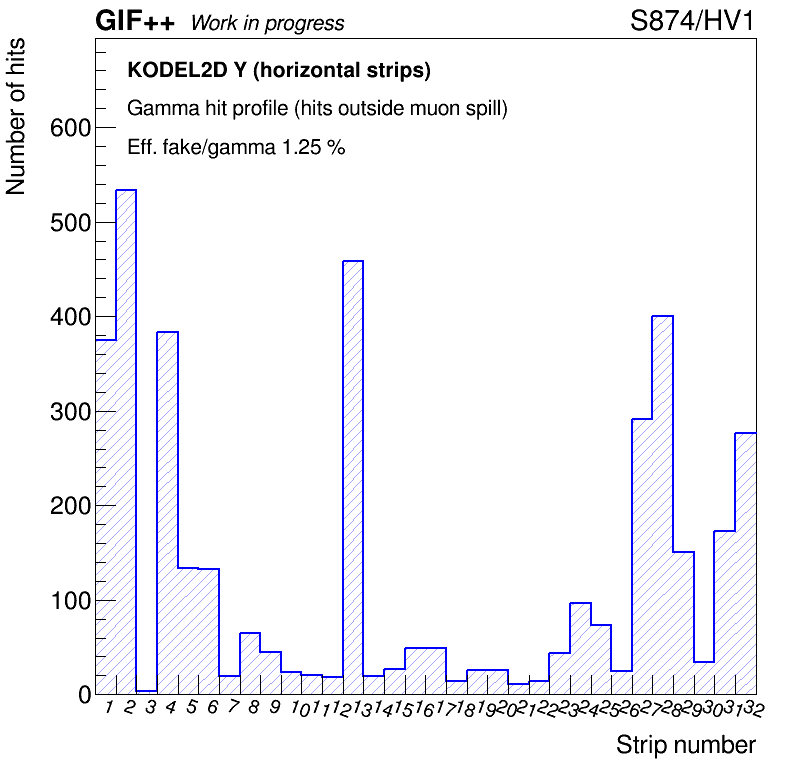 GIF++ Work in progress S874/HV1
Number of hits
KODEL2D Y (horizontal strips)
Gamma hit profile (hits outside muon spill)
Eff. fake/gamma 1.25 %
600
500
400
300
200
100
0
1 2 3 4 5 6 7 8 9 10 11 12 13 14 15 16 17 18 19 20 21 22 23 24 25 26 27 28 29 30 31 32
Strip number